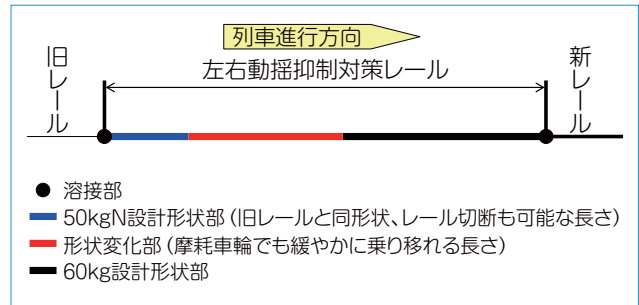 列車進行方向
旧レール
左右動揺抑制対策レール
新レール
溶接部
50kgN設計形状部(旧レールと同形状、レール切断も可能な長さ)
形状変化部(摩耗車輪でも緩やかに乗り移れる長さ)
60kg設計形状部